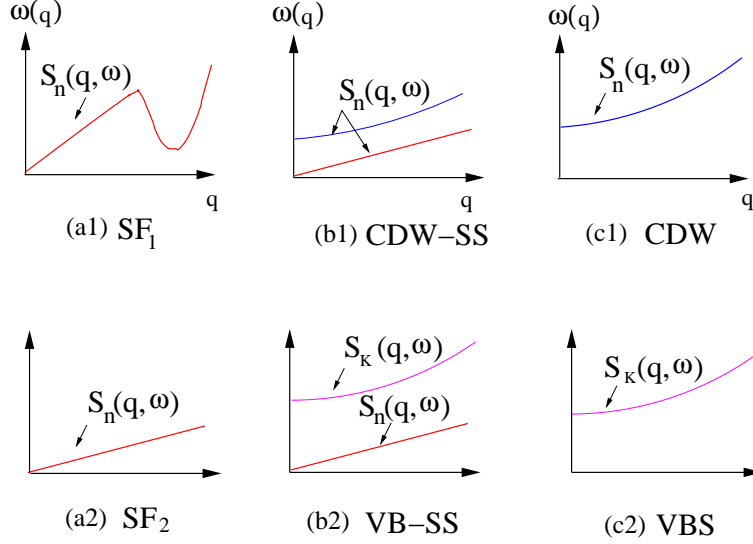 ω(q)
S_n(q,ω)
q
(a1) SF_1
ω(q)
S_n(q,ω)
q
(b1) CDW–SS
ω(q)
S_n(q,ω)
q
(c1) CDW
S_n(q,ω)
(a2) SF_2
S_K(q,ω)
S_n(q,ω)
(b2) VB–SS
S_K(q,ω)
(c2) VBS